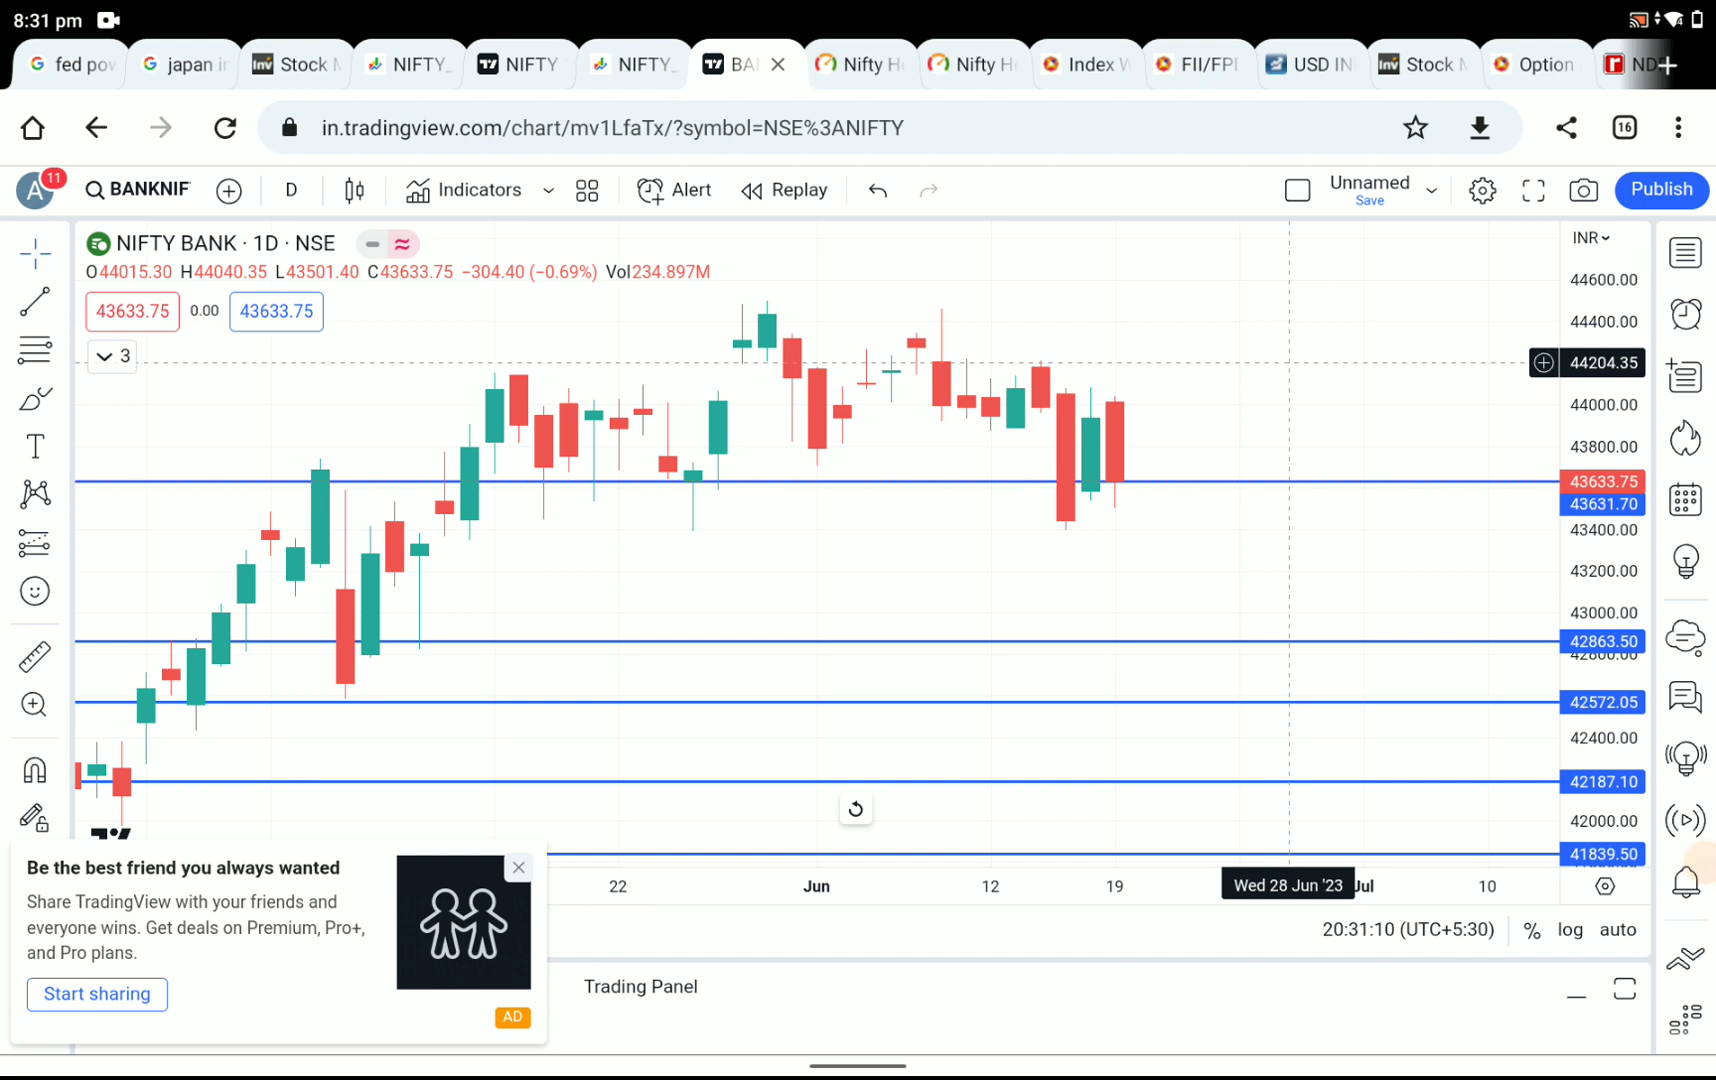 8:31 pm
fed pov
japan in
Stock M
NIFTY_
NIFTY
NIFTY_
BA
Nifty He
Nifty He
Index W
FII/FPI
USD IN
Stock M
Option
ND
in.tradingview.com/chart/mv1LfaTx/?symbol=NSE%3ANIFTY
16
A
11
BANKNIF
D
Indicators
Alert
Replay
Unnamed
Save
Publish
NIFTY BANK · 1D · NSE
O44015.30 H44040.35 L43501.40 C43633.75 −304.40 (−0.69%) Vol234.897M
43633.75 0.00 43633.75
3
INR
44600.00
44400.00
44204.35
44000.00
43800.00
43633.75
43631.70
43400.00
43200.00
43000.00
42863.50
42800.00
42572.05
42400.00
42187.10
42000.00
41839.50
22
Jun
12
19
Wed 28 Jun '23
Jul
10
20:31:10 (UTC+5:30)
%
log
auto
Be the best friend you always wanted
Share TradingView with your friends and
everyone wins. Get deals on Premium, Pro+,
and Pro plans.
Start sharing
AD
Trading Panel